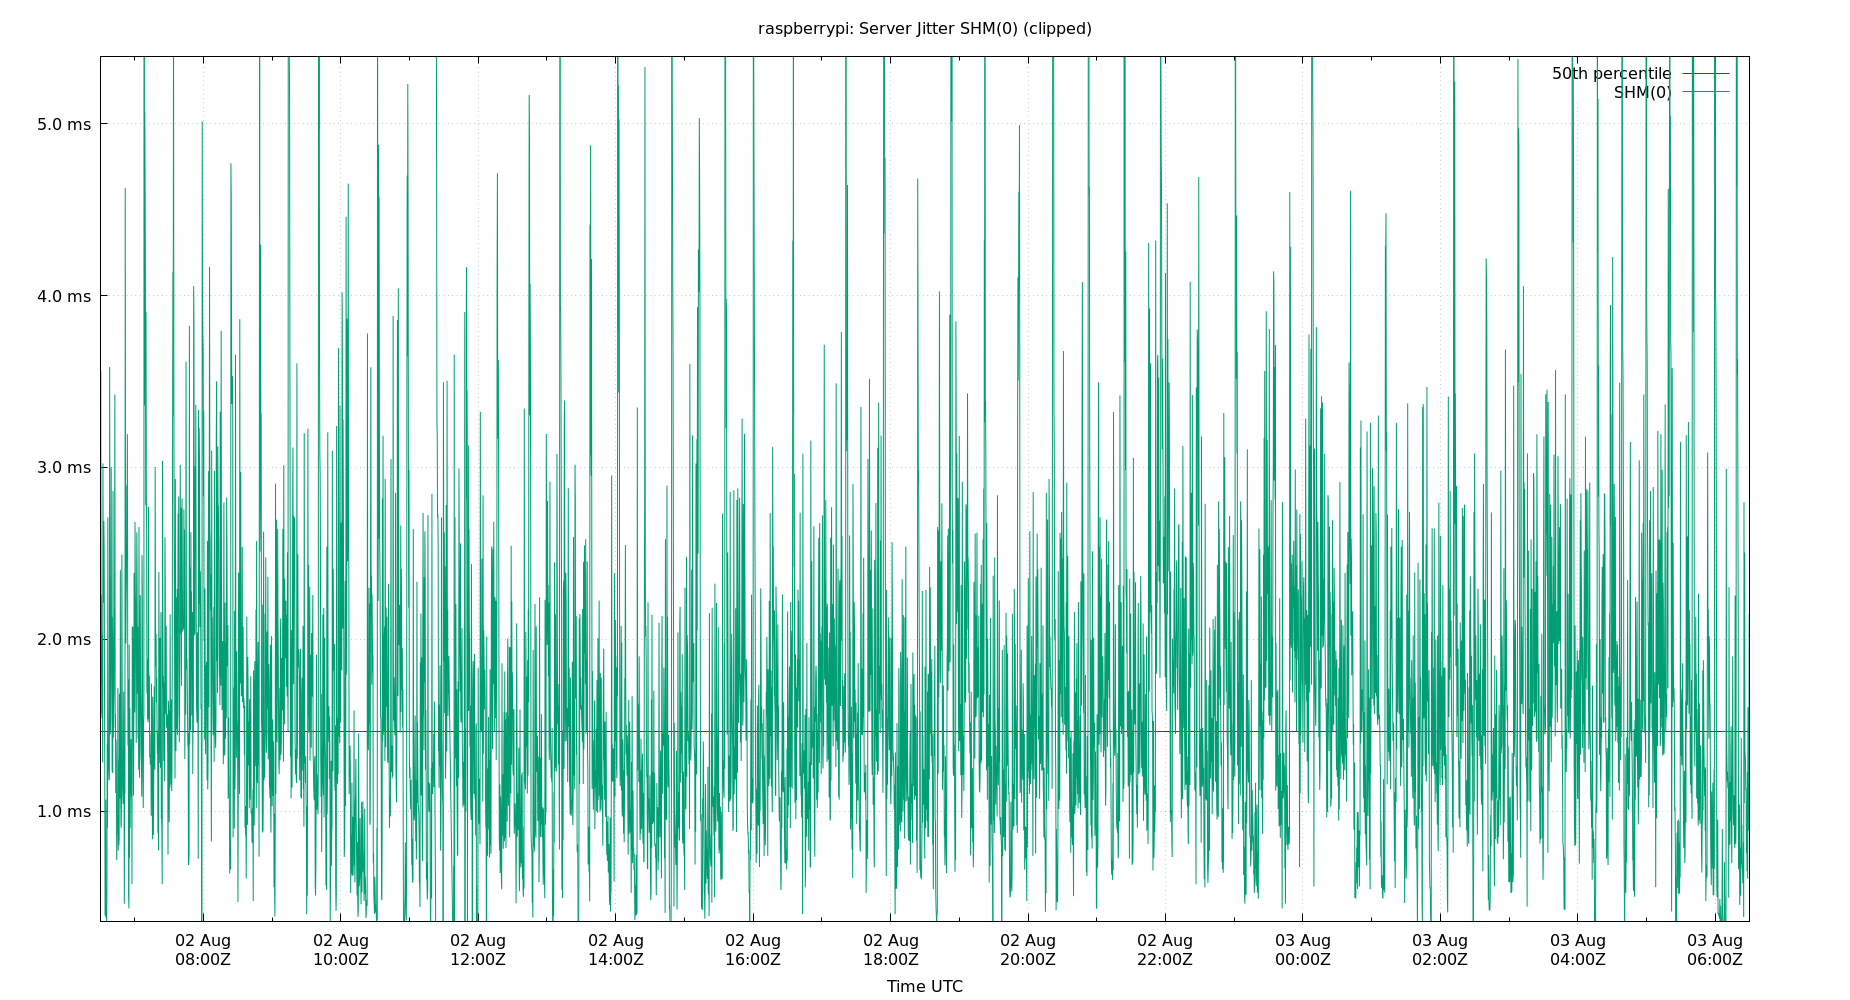 raspberrypi: Server Jitter SHM(0) (clipped)
50th percentile
SHM(0)
5.0 ms
4.0 ms
3.0 ms
2.0 ms
1.0 ms
02 Aug 02 Aug 02 Aug 02 Aug 02 Aug 02 Aug 02 Aug 02 Aug 03 Aug 03 Aug 03 Aug 03 Aug
08:00Z 10:00Z 12:00Z 14:00Z 16:00Z 18:00Z 20:00Z 22:00Z 00:00Z 02:00Z 04:00Z 06:00Z
Time UTC